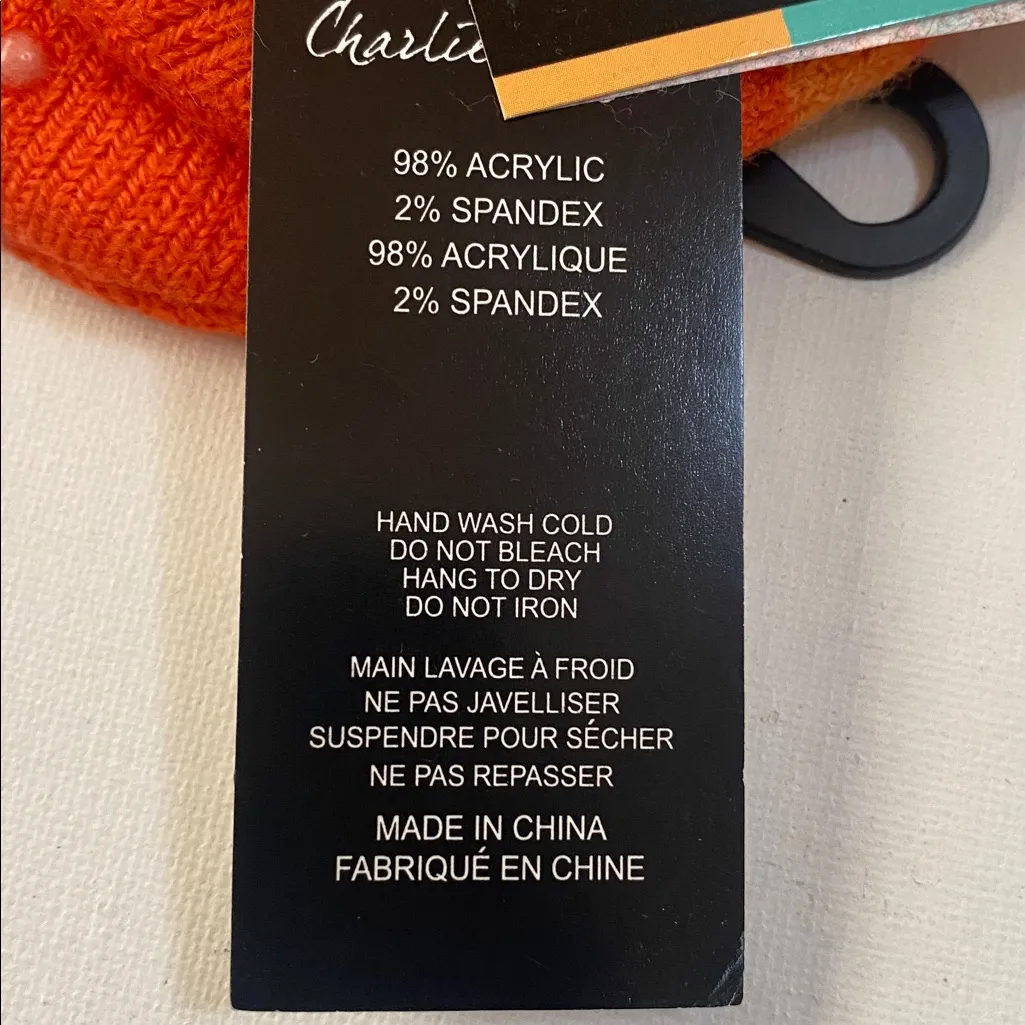 Charlie
98% ACRYLIC
2% SPANDEX
98% ACRYLIQUE
2% SPANDEX
HAND WASH COLD
DO NOT BLEACH
HANG TO DRY
DO NOT IRON
MAIN LAVAGE À FROID
NE PAS JAVELLISER
SUSPENDRE POUR SÉCHER
NE PAS REPASSER
MADE IN CHINA
FABRIQUÉ EN CHINE